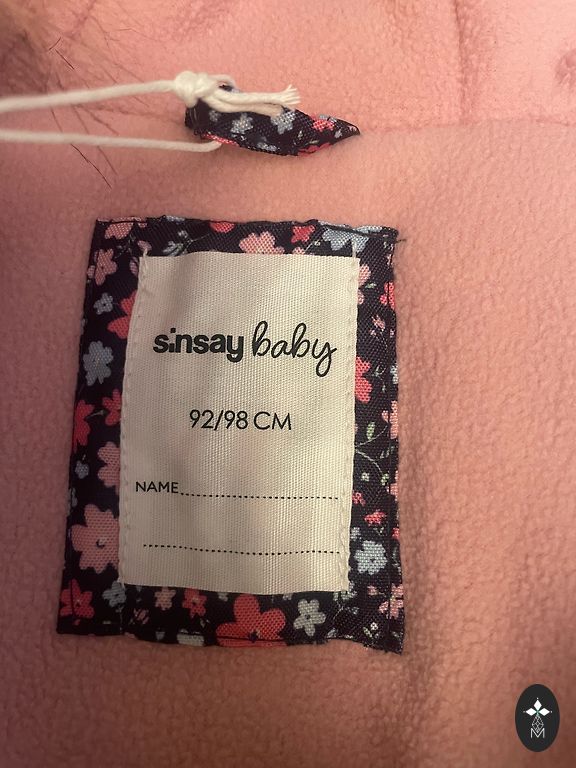 sinsay baby
92/98 CM
NAME................................
........................................
M